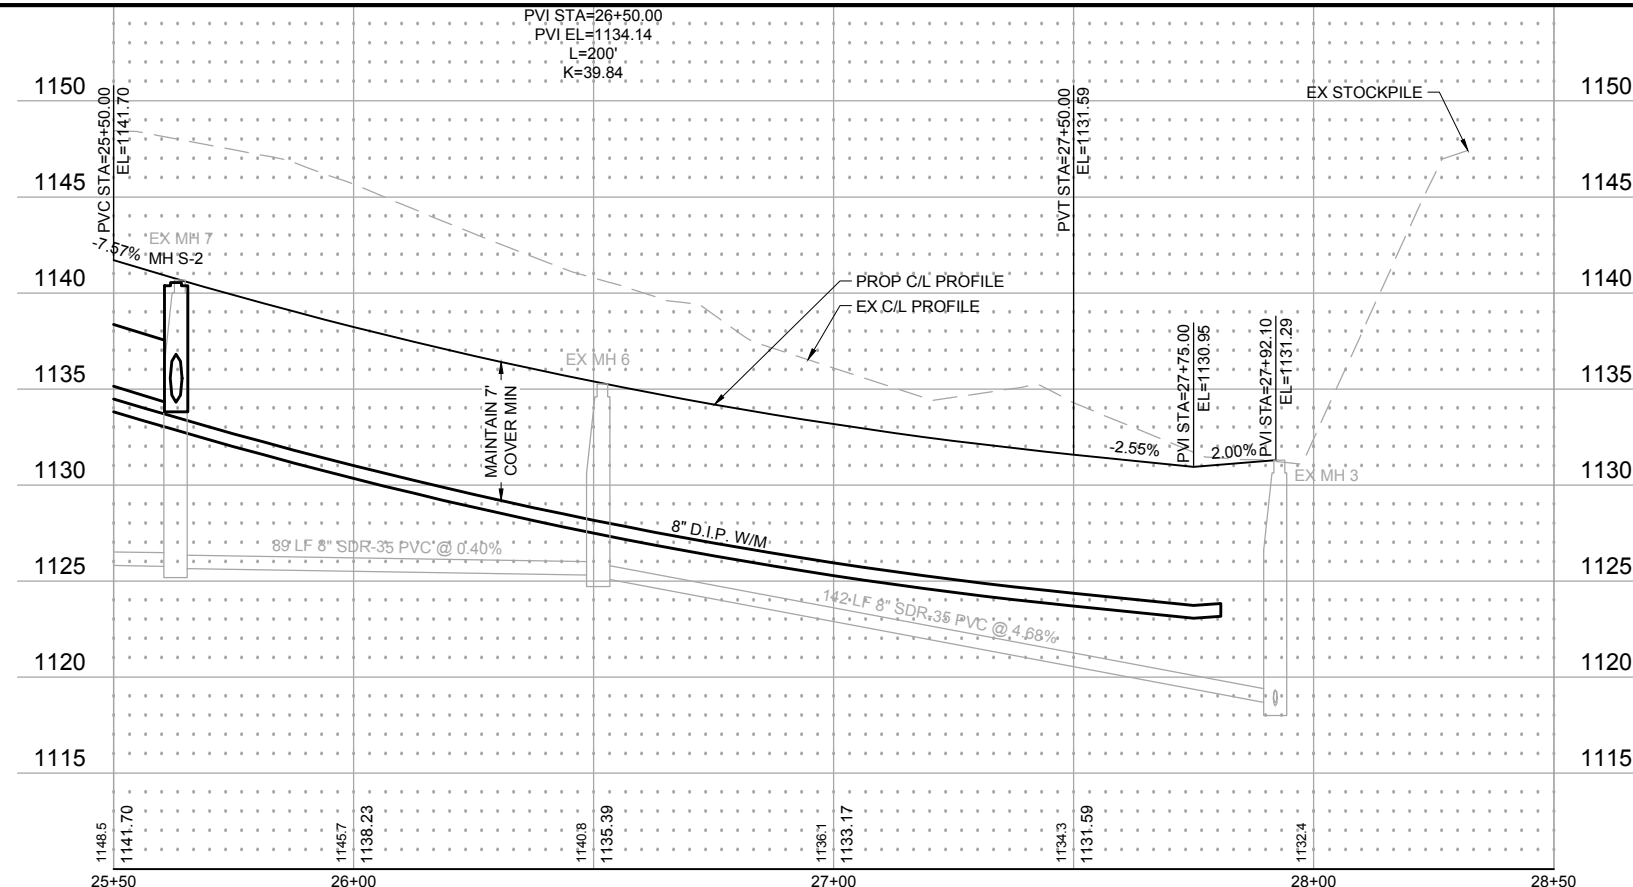 PVI STA=26+50.00
PVI EL=1134.14
L=200'
K=39.84
1150
1150
PVC STA=25+50.00
EL=1141.70
PVT STA=27+50.00
EL=1131.59
EX STOCKPILE
1145
1145
-7.57%
EX MH 7
MH S-2
1140
1140
PROP C/L PROFILE
EX C/L PROFILE
PVI STA=27+75.00
EL=1130.95
PVI STA=27+92.10
EL=1131.29
1135
1135
EX MH 6
MAINTAIN 7'
COVER MIN
-2.55%
2.00%
1130
1130
EX MH 3
8" D.I.P. W/M
89 LF 8" SDR-35 PVC @ 0.40%
1125
1125
142 LF 8" SDR-35 PVC @ 4.68%
1120
1120
1115
1115
1148.5
1141.70
1145.7
1138.23
1140.8
1135.39
1136.1
1133.17
1134.3
1131.59
1132.4
25+50
26+00
27+00
28+00
28+50